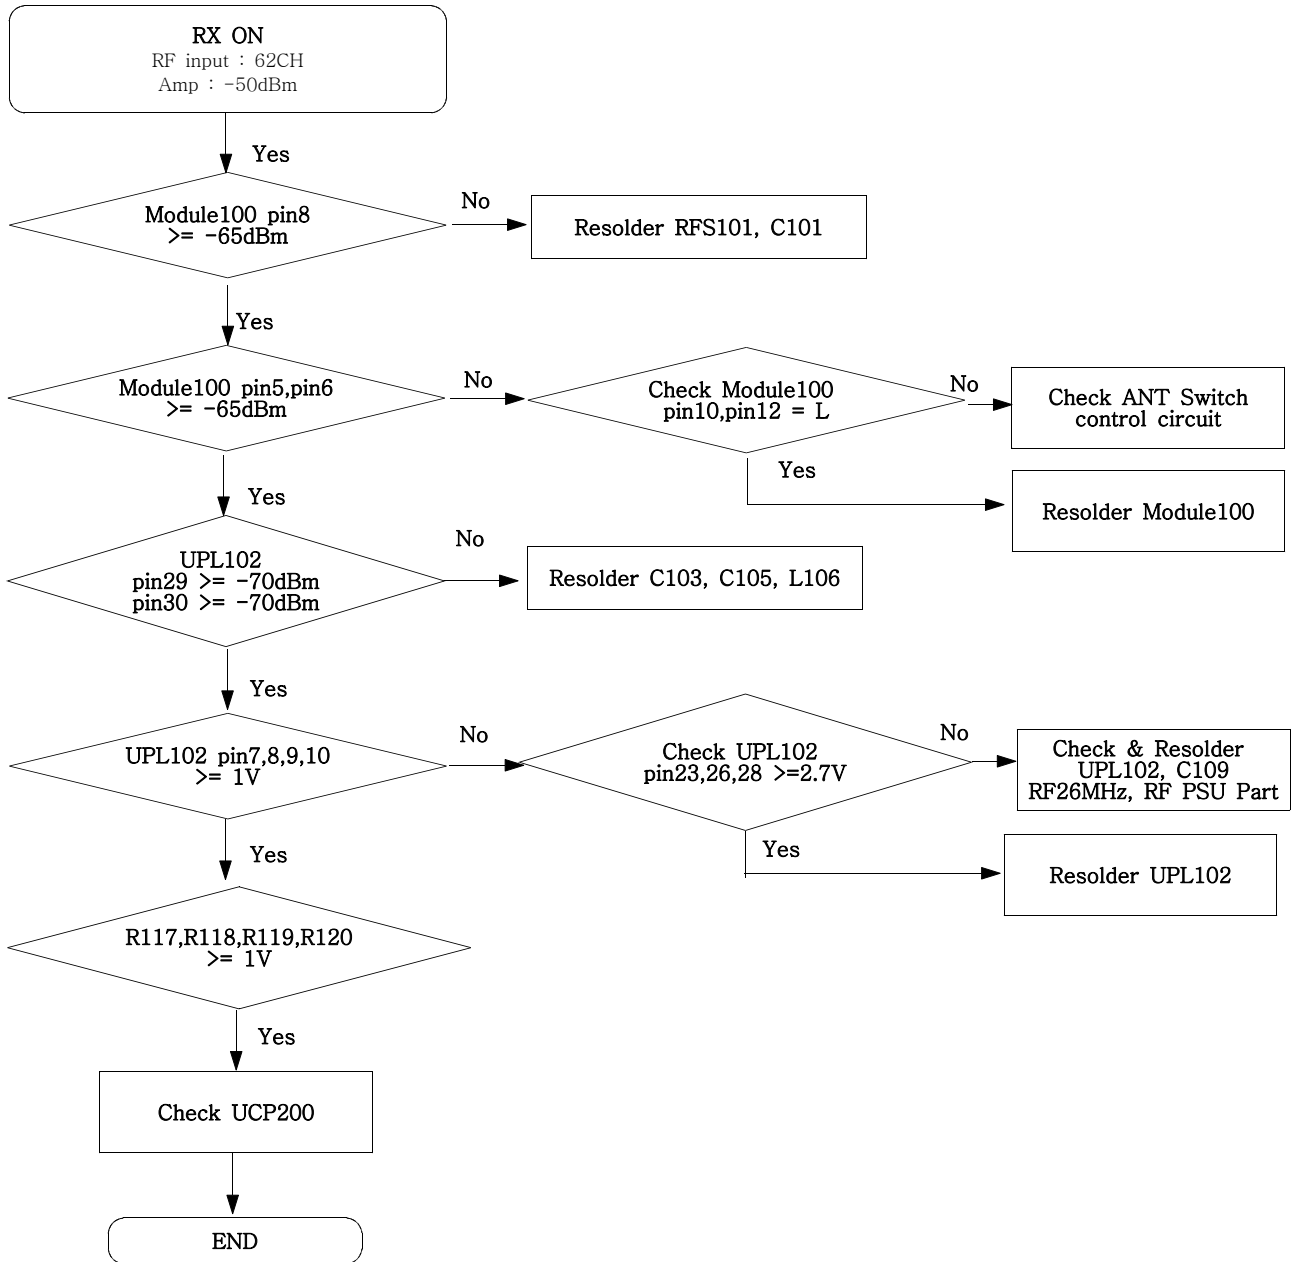 RX ON
RF input : 62CH
Amp : -50dBm
Yes
Module100 pin8
>= -65dBm
No
Resolder RFS101, C101
Yes
Module100 pin5,pin6
>= -65dBm
No
Check Module100
pin10,pin12 = L
No
Check ANT Switch
control circuit
Yes
Resolder Module100
Yes
UPL102
pin29 >= -70dBm
pin30 >= -70dBm
No
Resolder C103, C105, L106
Yes
UPL102 pin7,8,9,10
>= 1V
No
Check UPL102
pin23,26,28 >=2.7V
No
Check & Resolder
UPL102, C109
RF26MHz, RF PSU Part
Yes
Resolder UPL102
Yes
R117,R118,R119,R120
>= 1V
Yes
Check UCP200
END